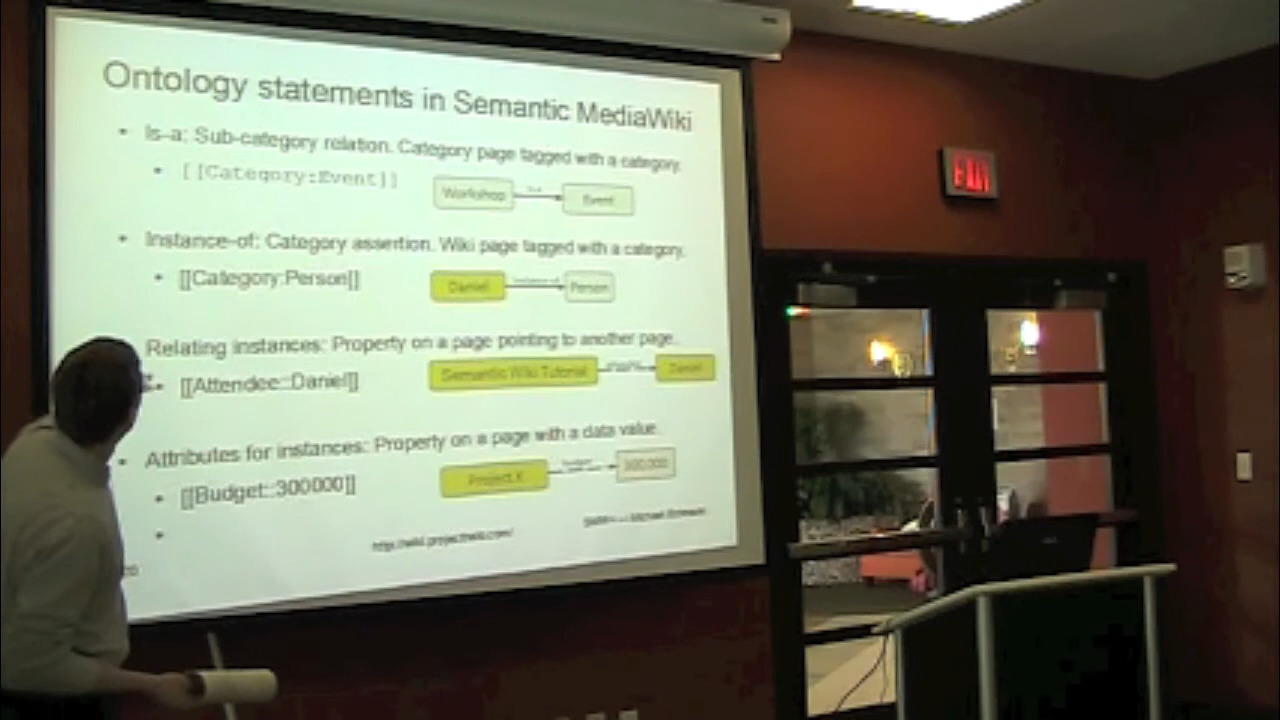 Ontology statements in Semantic MediaWiki
• Is-a: Sub-category relation. Category page tagged with a category.
• [[Category:Event]]
Workshop Event
• Instance-of: Category assertion. Wiki page tagged with a category.
• [[Category:Person]]
Daniel Person
Relating instances: Property on a page pointing to another page.
• [[Attendee::Daniel]]
Semantic Wiki Tutorial Daniel
• Attributes for instances: Property on a page with a data value.
• [[Budget::300000]]
Project X 300,000
•
20
EXIT